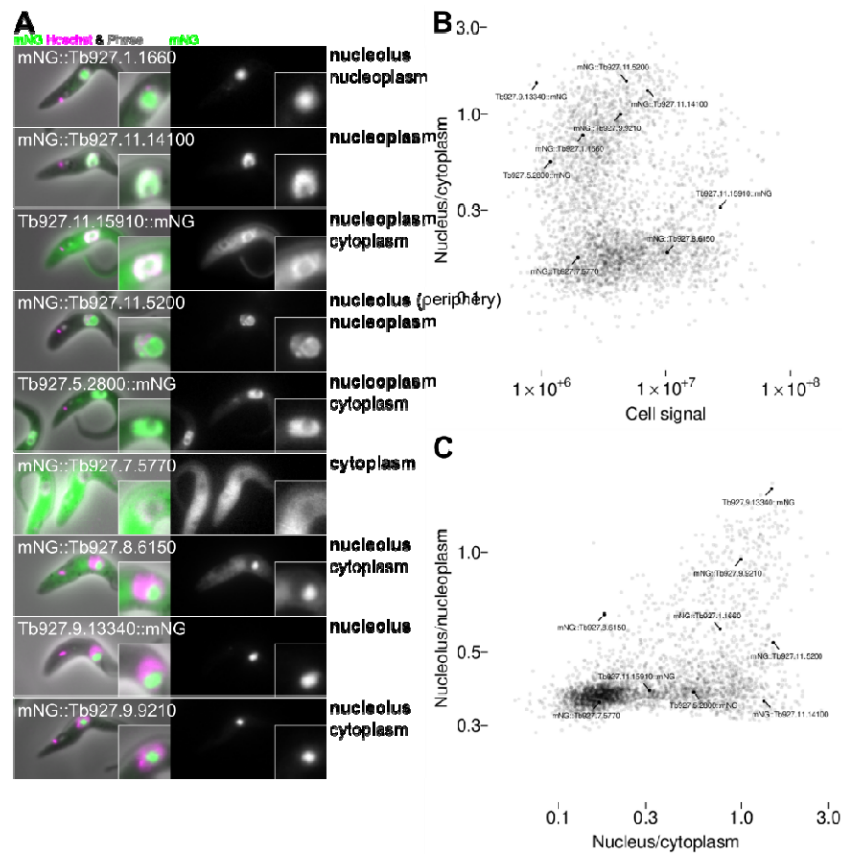 A
mNG Hoechst & Phase mNG
mNG::Tb927.1.1660
nucleolus
nucleoplasm
mNG::Tb927.11.14100
nucleoplasm
Tb927.11.15910::mNG
nucleoplasm
cytoplasm
mNG::Tb927.11.5200
nucleolus (periphery)
nucleoplasm
Tb927.5.2800::mNG
nucleoplasm
cytoplasm
mNG::Tb927.7.5770
cytoplasm
mNG::Tb927.8.6150
nucleolus
cytoplasm
Tb927.9.13340::mNG
nucleolus
mNG::Tb927.9.9210
nucleolus
cytoplasm
B
3.0
1.0
0.3
0.1
Nucleus/cytoplasm
mNG::Tb927.11.5200
Tb927.9.13340::mNG
mNG::Tb927.11.14100
mNG::Tb927.9.9210
mNG::Tb927.1.1660
Tb927.5.2800::mNG
Tb927.11.15910::mNG
mNG::Tb927.8.6150
mNG::Tb927.7.5770
1×10+6
1×10+7
1×10+8
Cell signal
C
1.0
0.5
0.3
Nucleolus/nucleoplasm
Tb927.9.13340::mNG
mNG::Tb927.9.9210
mNG::Tb927.8.6150
mNG::Tb927.1.1660
mNG::Tb927.11.5200
Tb927.11.15910::mNG
mNG::Tb927.7.5770
Tb927.5.2800::mNG
mNG::Tb927.11.14100
0.1
0.3
1.0
3.0
Nucleus/cytoplasm